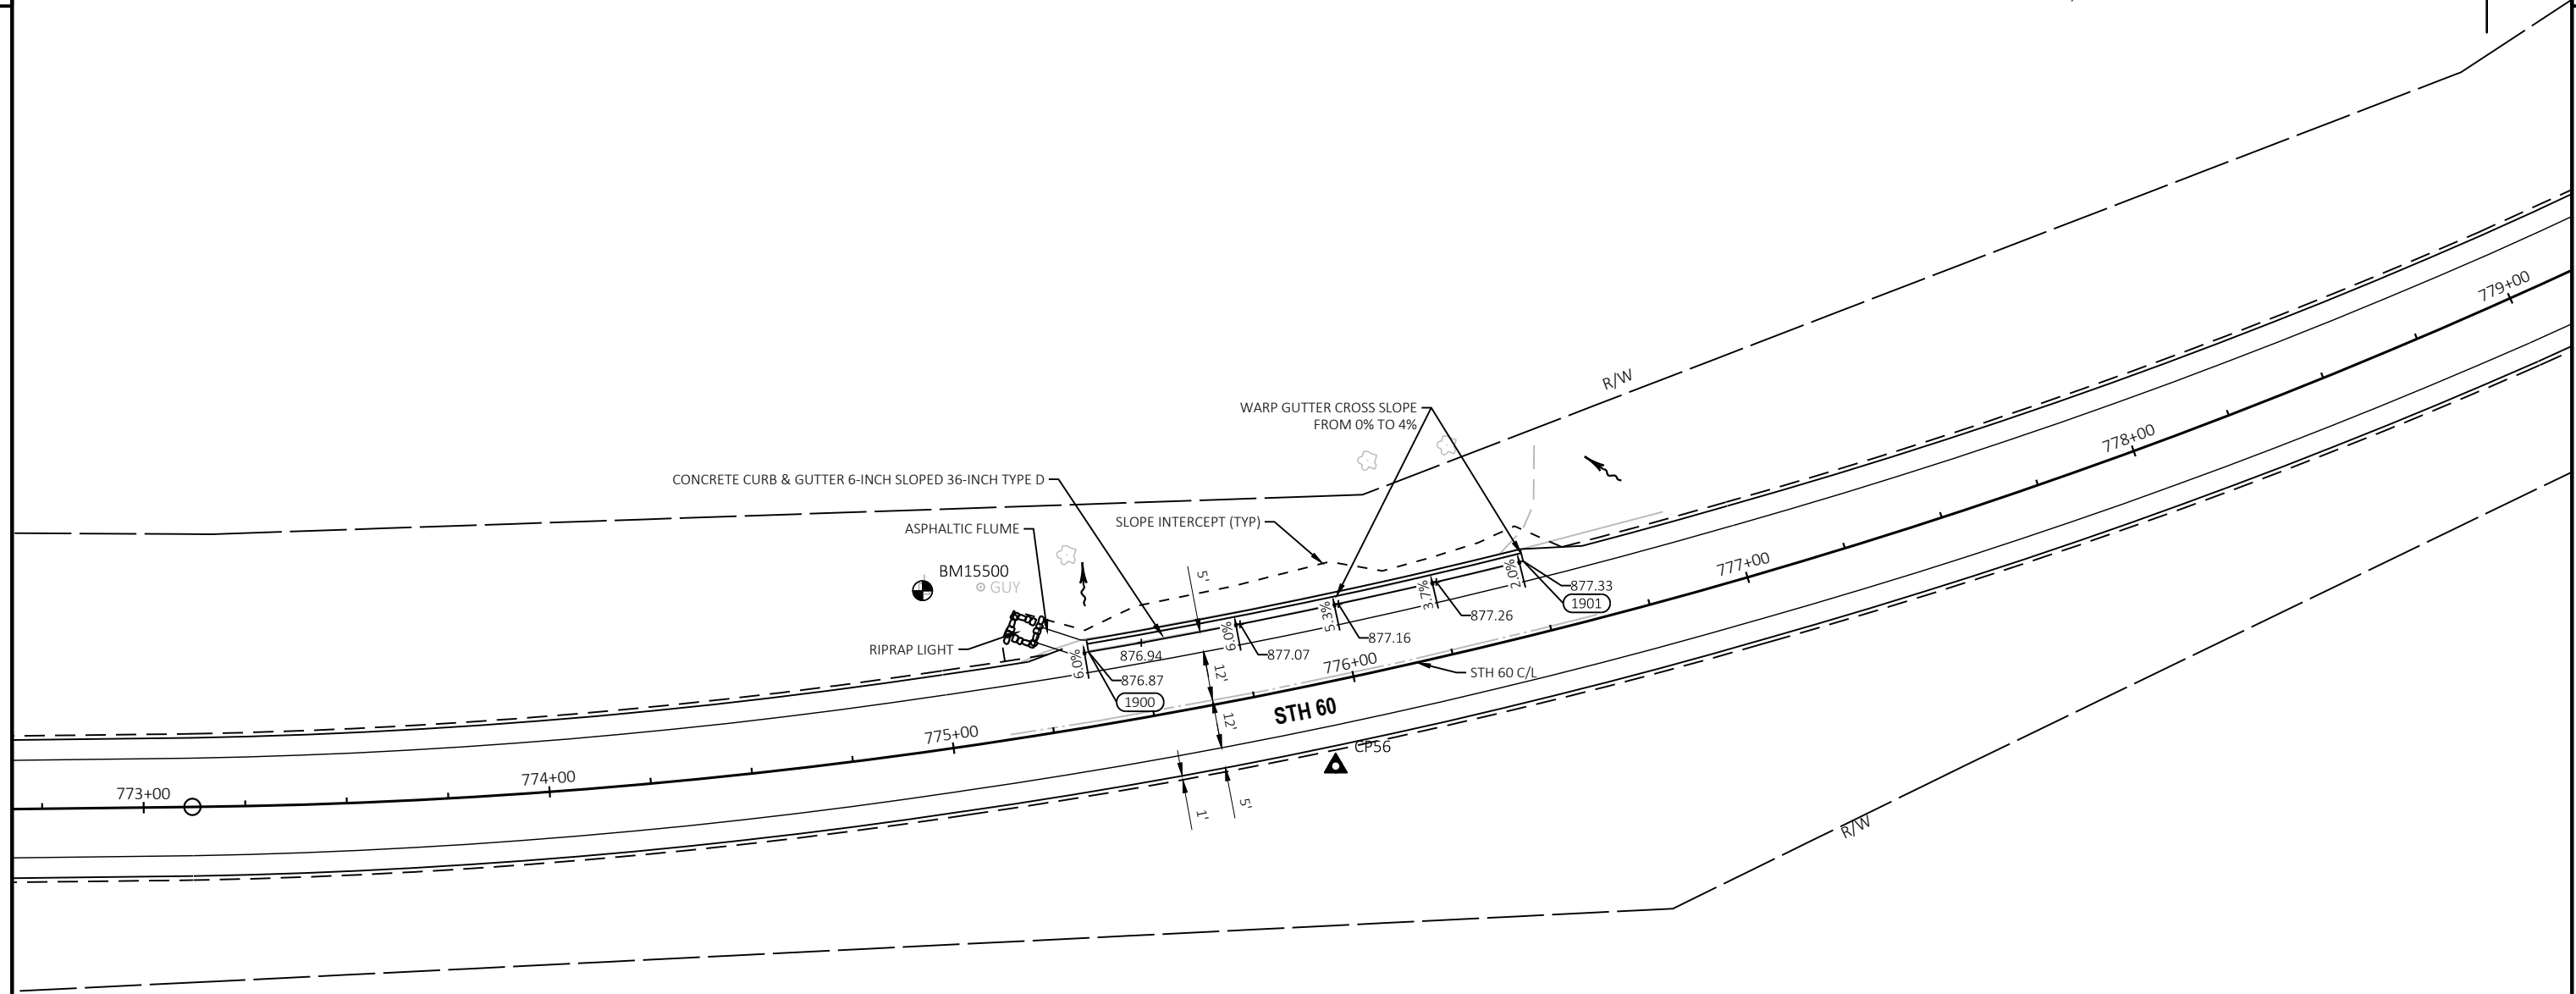 779+00
R/W
WARP GUTTER CROSS SLOPE
FROM 0% TO 4%
778+00
CONCRETE CURB & GUTTER 6-INCH SLOPED 36-INCH TYPE D
ASPHALTIC FLUME
SLOPE INTERCEPT (TYP)
777+00
BM15500
GUY
5'
2.0%
877.33
1901
3.7%
877.26
5.3%
877.16
6.0%
877.07
RIPRAP LIGHT
6.0%
876.94
876.87
1900
12'
776+00
STH 60 C/L
12'
STH 60
775+00
CP56
774+00
773+00
1'
5'
R/W